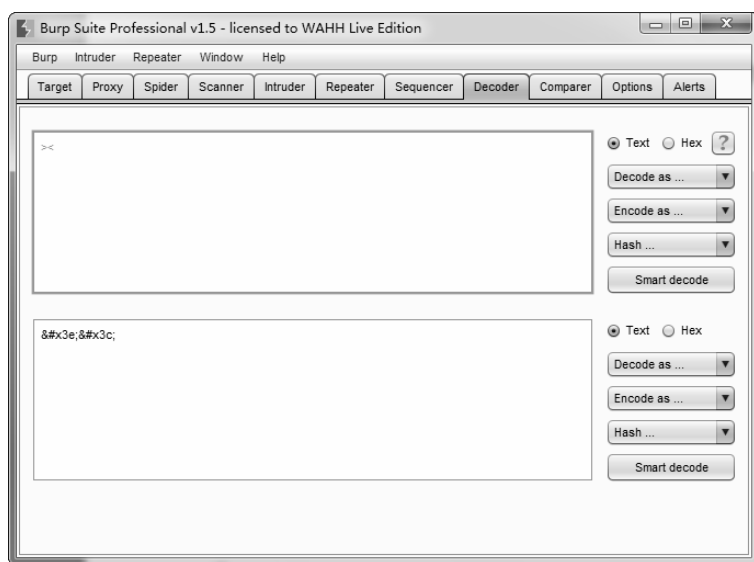 Burp Suite Professional v1.5 - licensed to WAHH Live Edition
Burp Intruder Repeater Window Help
Target Proxy Spider Scanner Intruder Repeater Sequencer Decoder Comparer Options Alerts
><
Text Hex ?
Decode as ...
Encode as ...
Hash ...
Smart decode
&#x3e;&#x3c;
Text Hex
Decode as ...
Encode as ...
Hash ...
Smart decode